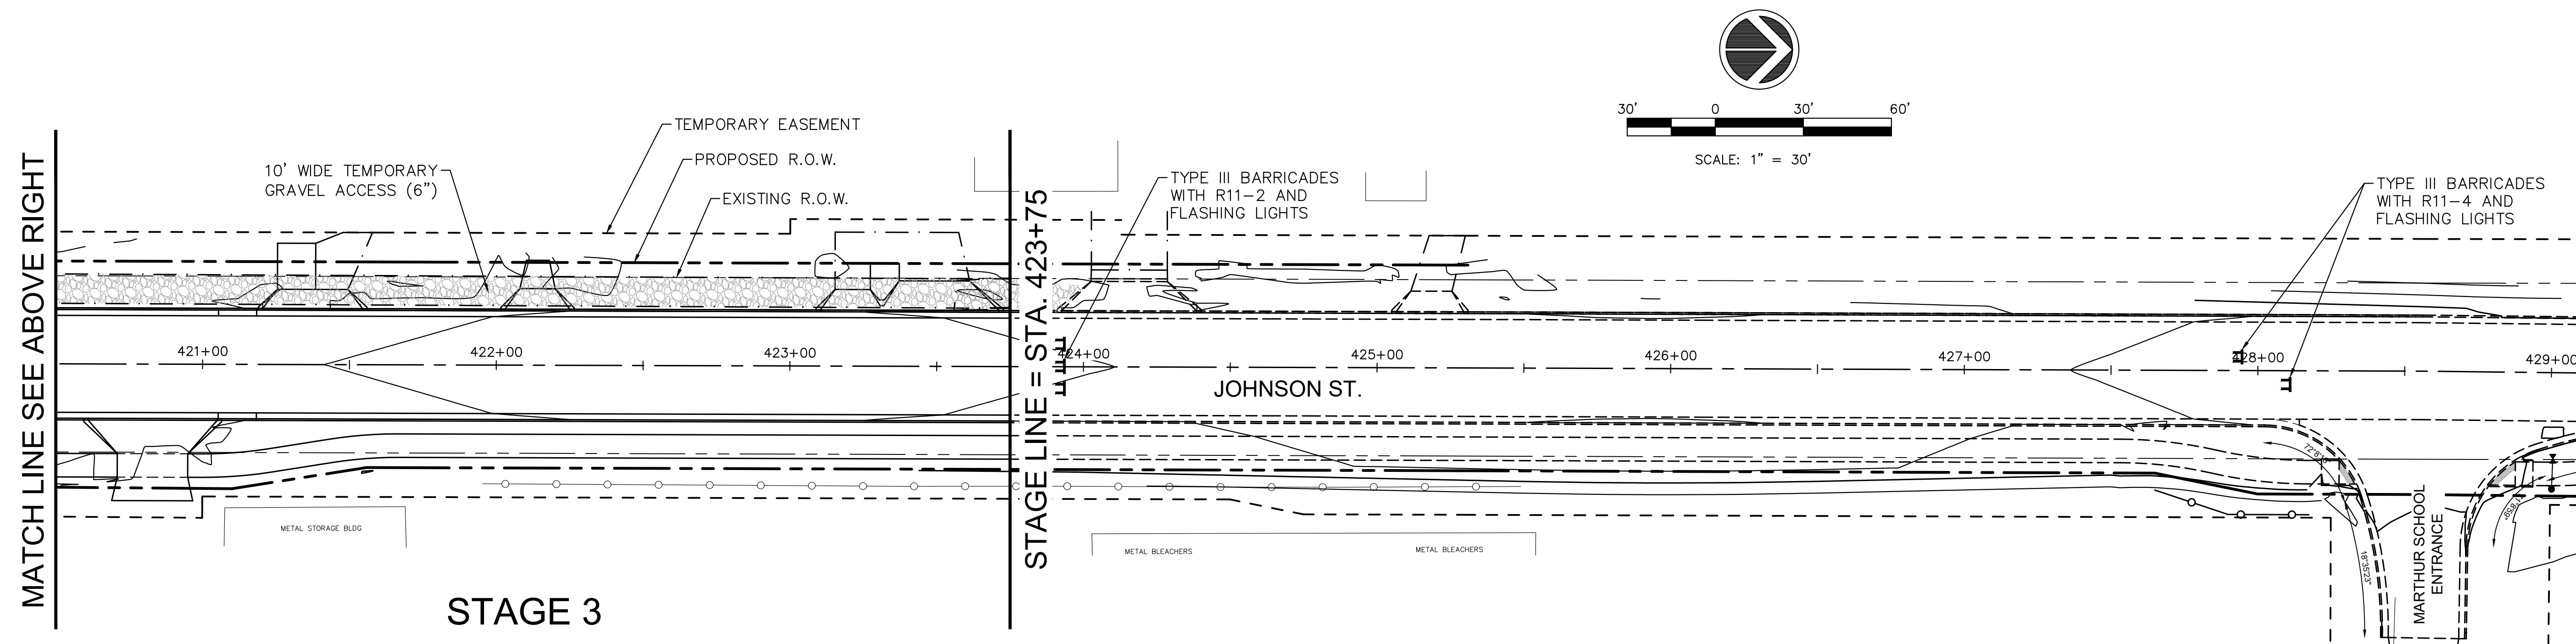 30' 0 30' 60'
SCALE: 1" = 30'
MATCH LINE SEE ABOVE RIGHT
10' WIDE TEMPORARY
GRAVEL ACCESS (6")
TEMPORARY EASEMENT
PROPOSED R.O.W.
EXISTING R.O.W.
STAGE LINE = STA. 423+75
TYPE III BARRICADES
WITH R11-2 AND
FLASHING LIGHTS
TYPE III BARRICADES
WITH R11-4 AND
FLASHING LIGHTS
421+00 422+00 423+00 424+00 425+00 426+00 427+00 428+00 429+00
JOHNSON ST.
METAL STORAGE BLDG
METAL BLEACHERS
METAL BLEACHERS
18°35'23"
MARTHUR SCHOOL
ENTRANCE
STAGE 3